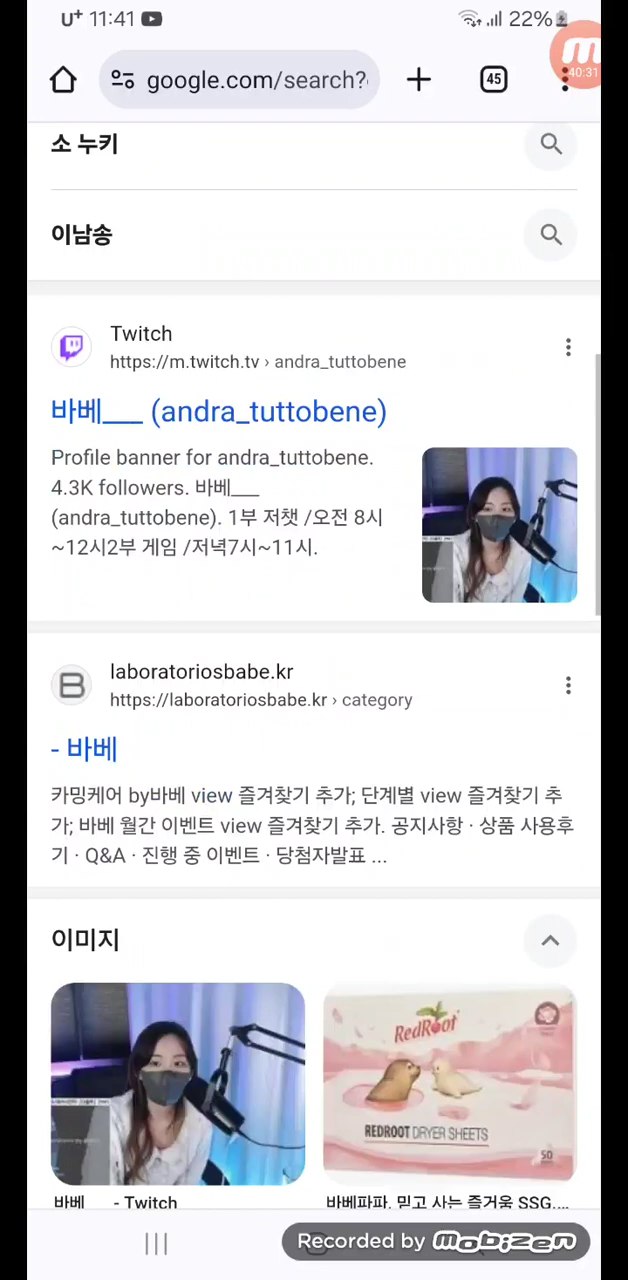 U+ 11:41 22%
google.com/search?
45
40:31
소 누키
이남송
Twitch
https://m.twitch.tv › andra_tuttobene
바베___ (andra_tuttobene)
Profile banner for andra_tuttobene.
4.3K followers. 바베___
(andra_tuttobene). 1부 저챗 /오전 8시
~12시2부 게임 /저녁7시~11시.
laboratoriosbabe.kr
https://laboratoriosbabe.kr › category
- 바베
카밍케어 by바베 view 즐겨찾기 추가; 단계별 view 즐겨찾기 추
가; 바베 월간 이벤트 view 즐겨찾기 추가. 공지사항 · 상품 사용후
기 · Q&A · 진행 중 이벤트 · 당첨자발표 ...
이미지
RedRoot
REDROOT DRYER SHEETS
50
바베___ - Twitch
바베파파, 믿고 사는 즐거움 SSG....
Recorded by mobizen